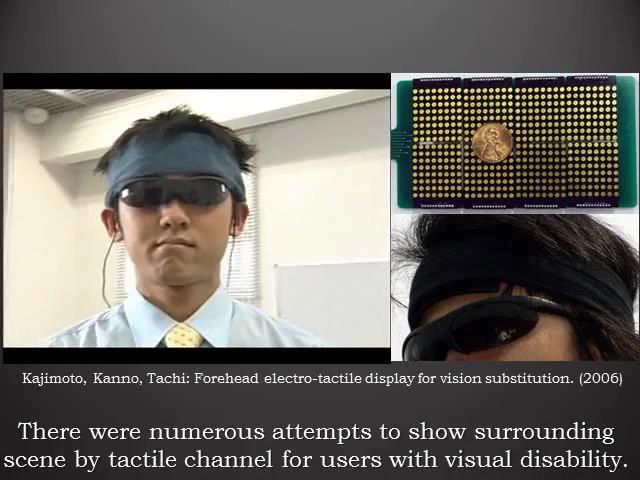 Kajimoto, Kanno, Tachi: Forehead electro-tactile display for vision substitution. (2006)
There were numerous attempts to show surrounding
scene by tactile channel for users with visual disability.